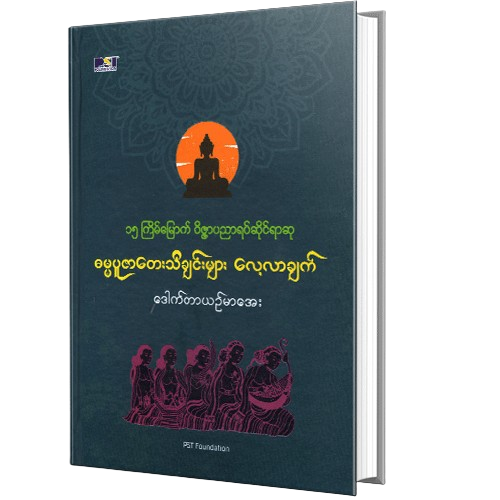 PST
FOUNDATION
၁၅ ကြိမ်မြောက် ဝိဇ္ဇာပညာရပ်ဆိုင်ရာဆု
ဓမ္မပူဇာတေးသီချင်းများ လေ့လာချက်
ဒေါက်တာယဉ်မာအေး
PST Foundation